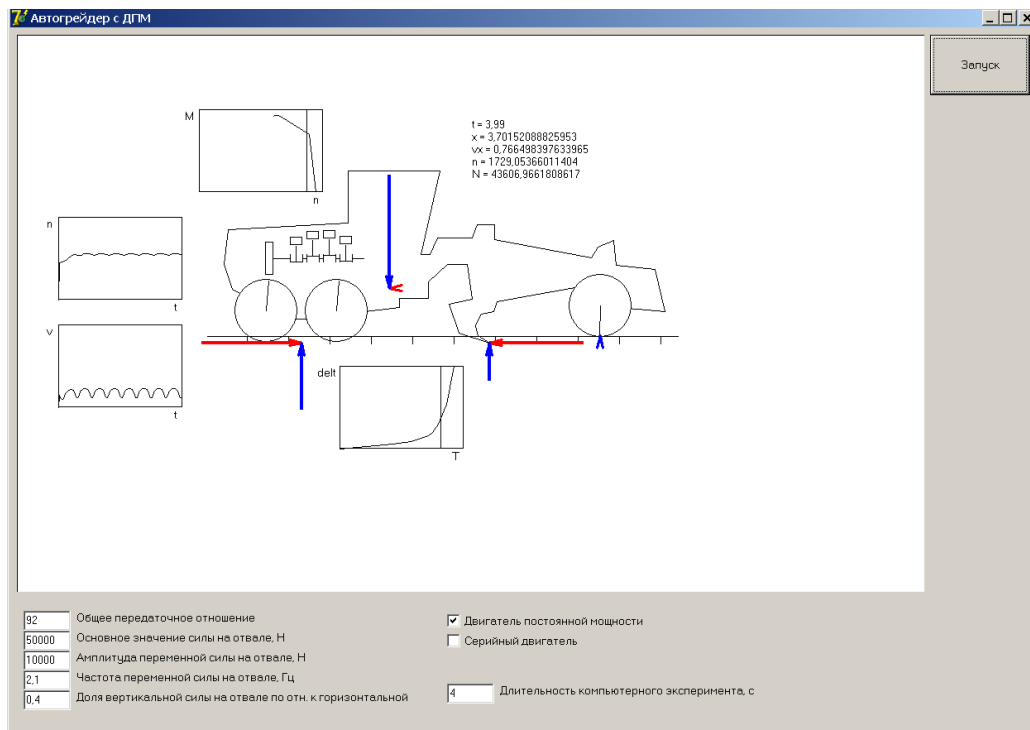 Автогрейдер с ДПМ
Запуск
M
n
t = 3,99
x = 3,70152088825953
vx = 0,766498397633965
n = 1729,05366011404
N = 43606,9661808617
n
t
v
t
delt
T
92 Общее передаточное отношение
50000 Основное значение силы на отвале, Н
10000 Амплитуда переменной силы на отвале, Н
2,1 Частота переменной силы на отвале, Гц
0,4 Доля вертикальной силы на отвале по отн. к горизонтальной
Двигатель постоянной мощности
Серийный двигатель
4 Длительность компьютерного эксперимента, с